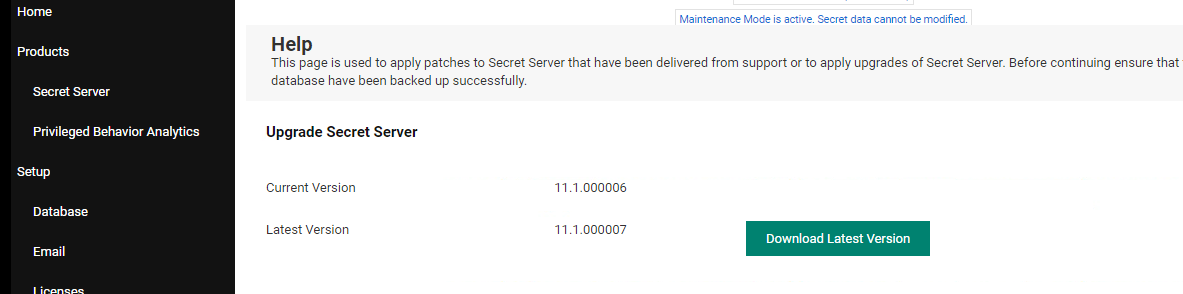 Home
Products
Secret Server
Privileged Behavior Analytics
Setup
Database
Email
Licenses
Maintenance Mode is active. Secret data cannot be modified.
Help
This page is used to apply patches to Secret Server that have been delivered from support or to apply upgrades of Secret Server. Before continuing ensure that
database have been backed up successfully.
Upgrade Secret Server
Current Version 11.1.000006
Latest Version 11.1.000007 Download Latest Version